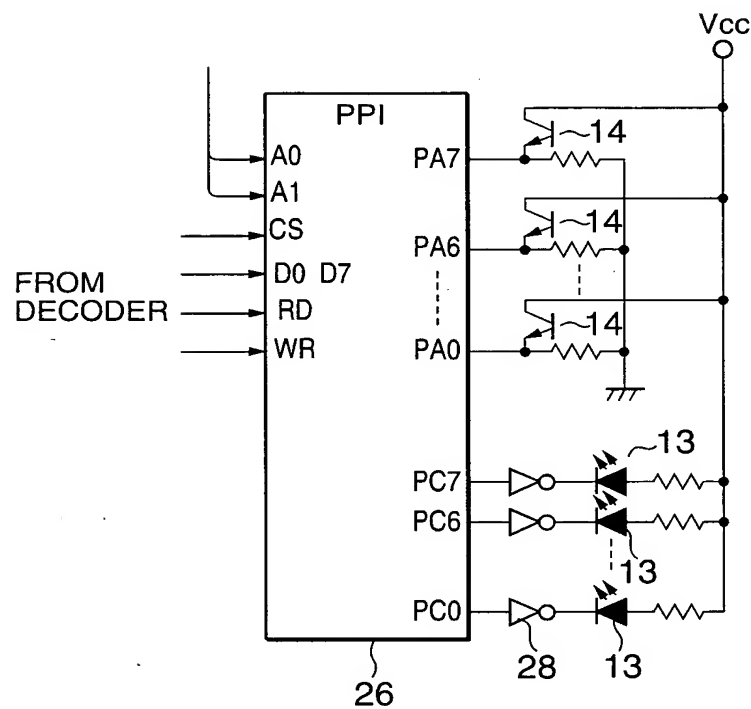 Vcc
PPI
A0
PA7
14
A1
CS
PA6
14
FROM
DECODER
D0 D7
RD
WR
PA0
14
PC7
13
PC6
13
PC0
28
13
26